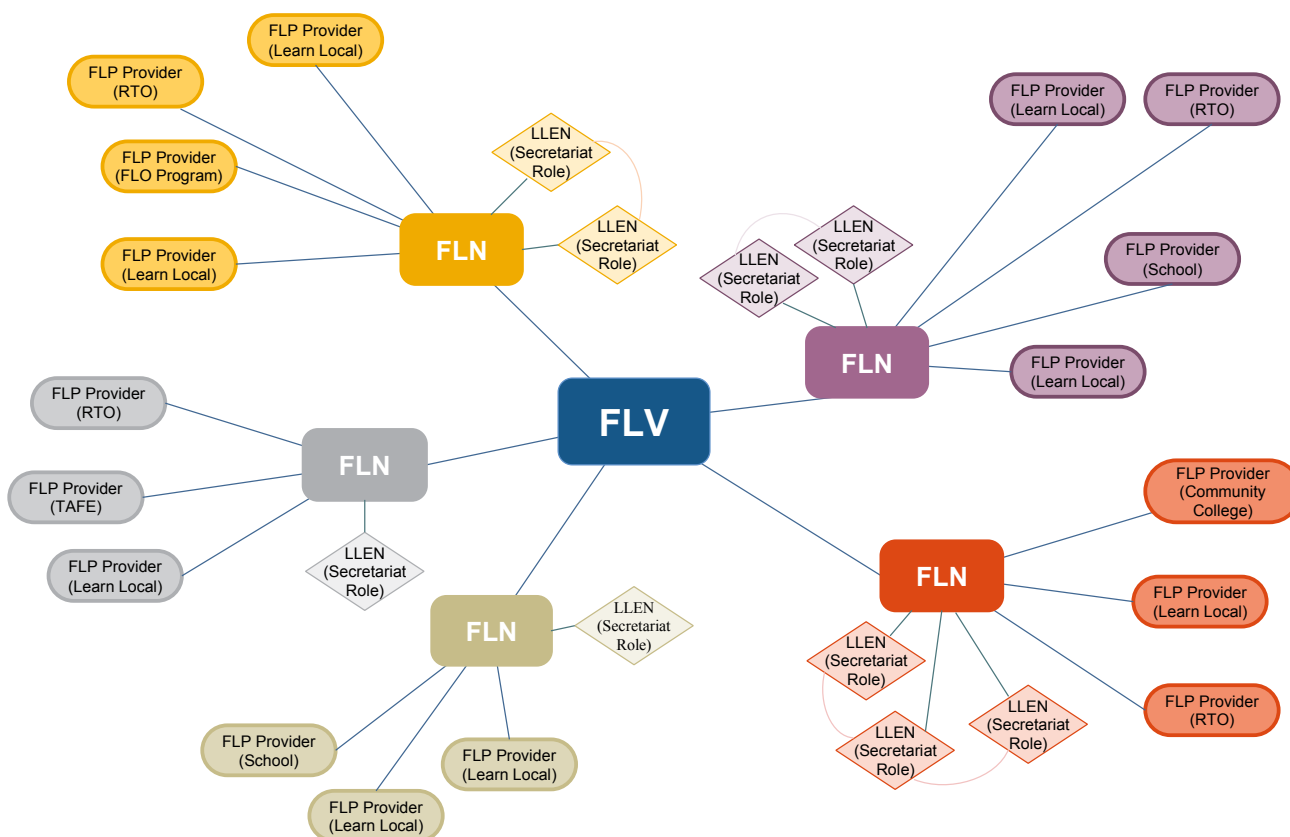 FLP Provider
(Learn Local)
FLP Provider
(RTO)
FLP Provider
(FLO Program)
FLP Provider
(Learn Local)
LLEN
(Secretariat
Role)
LLEN
(Secretariat
Role)
FLN
FLP Provider
(Learn Local)
FLP Provider
(RTO)
LLEN
(Secretariat
Role)
LLEN
(Secretariat
Role)
FLP Provider
(School)
FLN
FLP Provider
(Learn Local)
FLV
FLP Provider
(RTO)
FLN
FLP Provider
(TAFE)
FLP Provider
(Learn Local)
LLEN
(Secretariat
Role)
FLN
LLEN
(Secretariat
Role)
FLP Provider
(School)
FLP Provider
(Learn Local)
FLP Provider
(Learn Local)
FLP Provider
(Community
College)
FLN
FLP Provider
(Learn Local)
LLEN
(Secretariat
Role)
LLEN
(Secretariat
Role)
LLEN
(Secretariat
Role)
FLP Provider
(RTO)